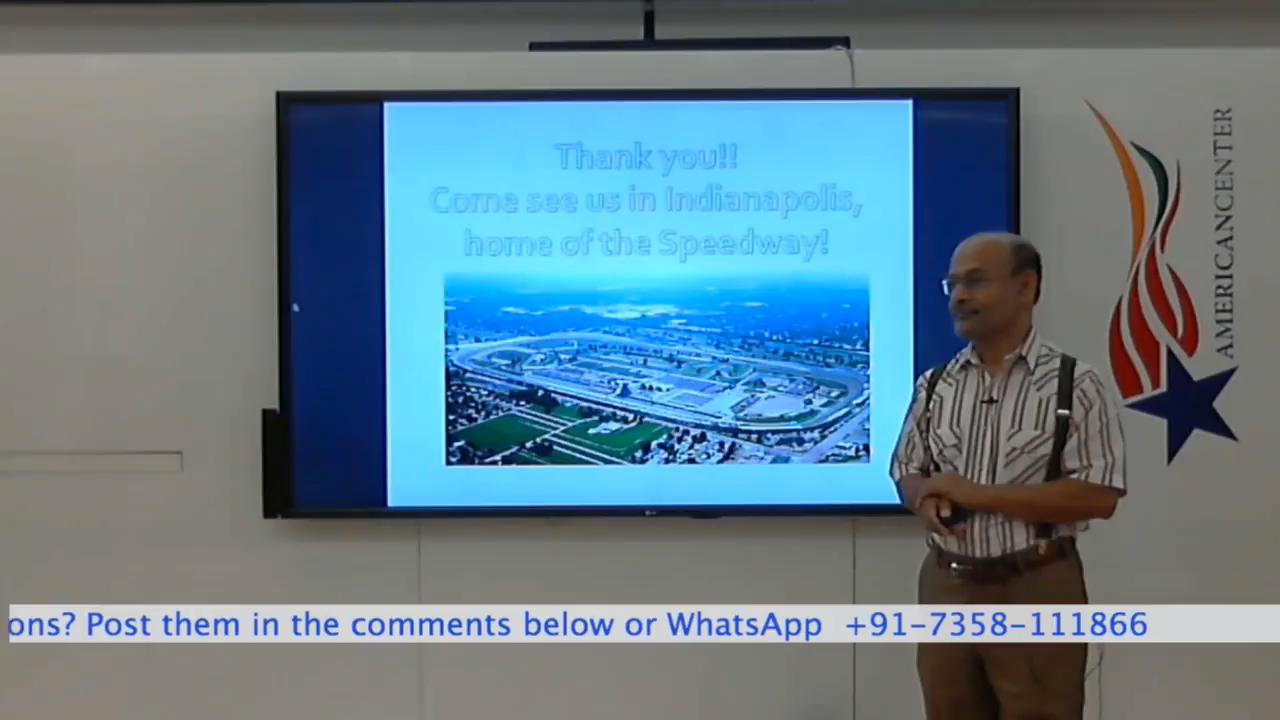 Thank you!!
Come see us in Indianapolis,
home of the Speedway!
AMERICANCENTER
ons? Post them in the comments below or WhatsApp +91-7358-111866